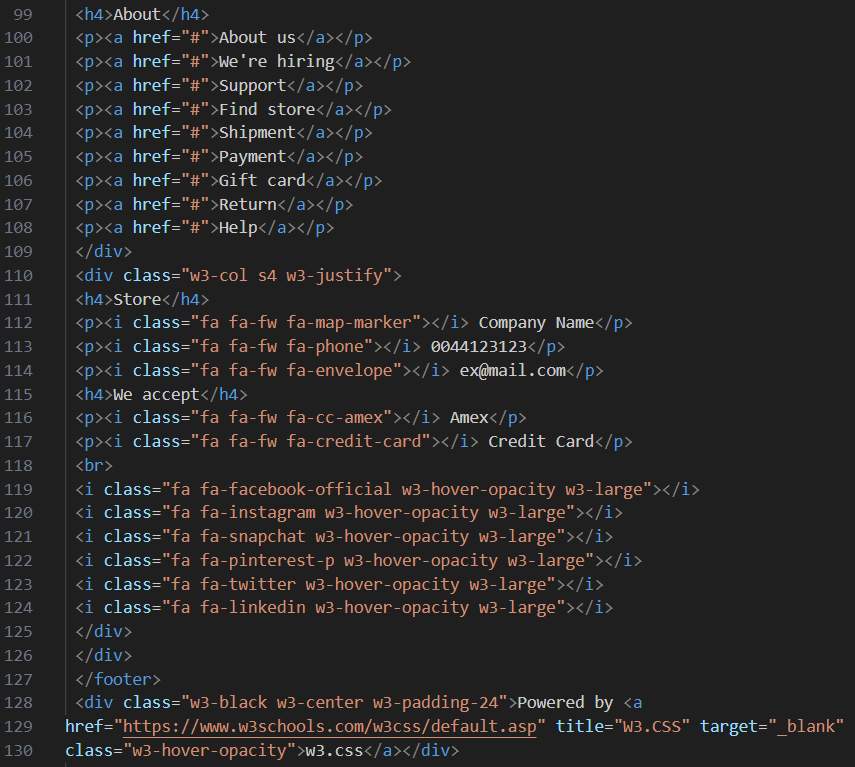 99 <h4>About</h4>
100 <p><a href="#">About us</a></p>
101 <p><a href="#">We're hiring</a></p>
102 <p><a href="#">Support</a></p>
103 <p><a href="#">Find store</a></p>
104 <p><a href="#">Shipment</a></p>
105 <p><a href="#">Payment</a></p>
106 <p><a href="#">Gift card</a></p>
107 <p><a href="#">Return</a></p>
108 <p><a href="#">Help</a></p>
109 </div>
110 <div class="w3-col s4 w3-justify">
111 <h4>Store</h4>
112 <p><i class="fa fa-fw fa-map-marker"></i> Company Name</p>
113 <p><i class="fa fa-fw fa-phone"></i> 0044123123</p>
114 <p><i class="fa fa-fw fa-envelope"></i> ex@mail.com</p>
115 <h4>We accept</h4>
116 <p><i class="fa fa-fw fa-cc-amex"></i> Amex</p>
117 <p><i class="fa fa-fw fa-credit-card"></i> Credit Card</p>
118 <br>
119 <i class="fa fa-facebook-official w3-hover-opacity w3-large"></i>
120 <i class="fa fa-instagram w3-hover-opacity w3-large"></i>
121 <i class="fa fa-snapchat w3-hover-opacity w3-large"></i>
122 <i class="fa fa-pinterest-p w3-hover-opacity w3-large"></i>
123 <i class="fa fa-twitter w3-hover-opacity w3-large"></i>
124 <i class="fa fa-linkedin w3-hover-opacity w3-large"></i>
125 </div>
126 </div>
127 </footer>
128 <div class="w3-black w3-center w3-padding-24">Powered by <a
129 href="https://www.w3schools.com/w3css/default.asp" title="W3.CSS" target="_blank"
130 class="w3-hover-opacity">w3.css</a></div>